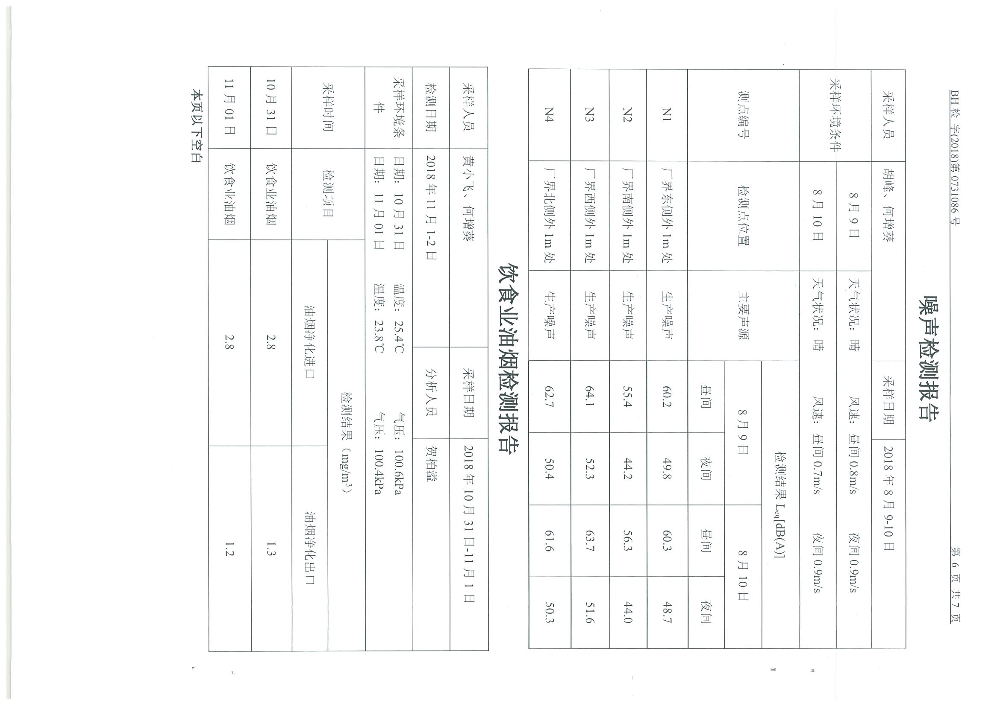 BH 检 字(2018)第 0731086 号 第 6 页 共 7 页
噪声检测报告
采样人员 胡峰、何增葵 采样日期 2018 年 8 月 9-10 日
采样环境条件 8 月 9 日 天气状况：晴 风速：昼间 0.8m/s 夜间 0.9m/s
8 月 10 日 天气状况：晴 风速：昼间 0.7m/s 夜间 0.9m/s
测点编号 检测点位置 主要声源 检测结果 Leq[dB(A)]
8 月 9 日 8 月 10 日
昼间 夜间 昼间 夜间
N1 厂界东侧外 1m 处 生产噪声 60.2 49.8 60.3 48.7
N2 厂界南侧外 1m 处 生产噪声 55.4 44.2 56.3 44.0
N3 厂界西侧外 1m 处 生产噪声 64.1 52.3 63.7 51.6
N4 厂界北侧外 1m 处 生产噪声 62.7 50.4 61.6 50.3
饮食业油烟检测报告
采样人员 黄小飞、何增葵 采样日期 2018 年 10 月 31 日-11 月 1 日
检测日期 2018 年 11 月 1-2 日 分析人员 贺柏溢
采样环境条 日期：10 月 31 日 温度：25.4℃ 气压：100.6kPa
件 日期：11 月 01 日 温度：23.8℃ 气压：100.4kPa
采样时间 检测项目 检测结果（mg/m³）
油烟净化进口 油烟净化出口
10 月 31 日 饮食业油烟 2.8 1.3
11 月 01 日 饮食业油烟 2.8 1.2
本页以下空白